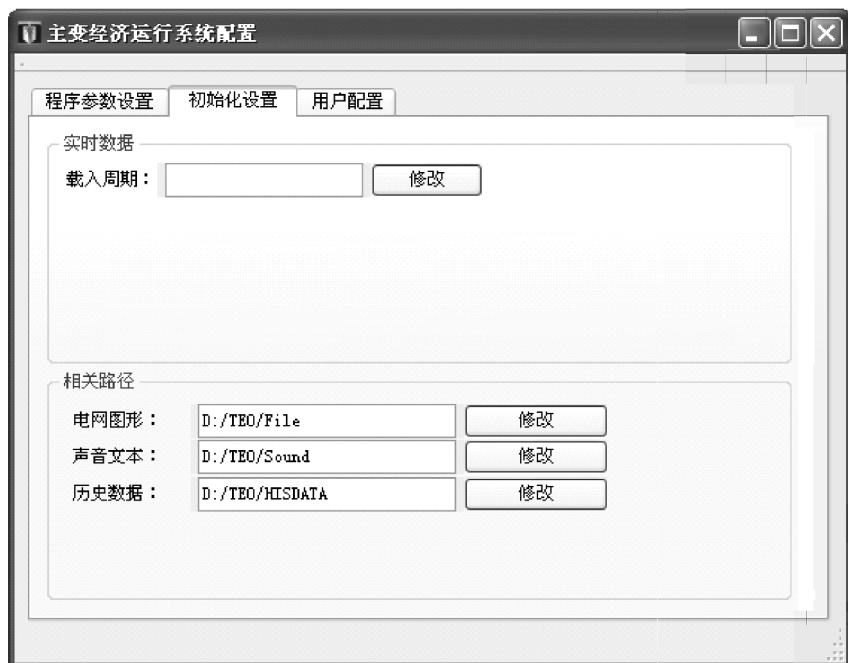 主变经济运行系统配置
程序参数设置 初始化设置 用户配置
实时数据
载入周期： 修改
相关路径
电网图形： D:/TEO/File 修改
声音文本： D:/TEO/Sound 修改
历史数据： D:/TEO/HISDATA 修改